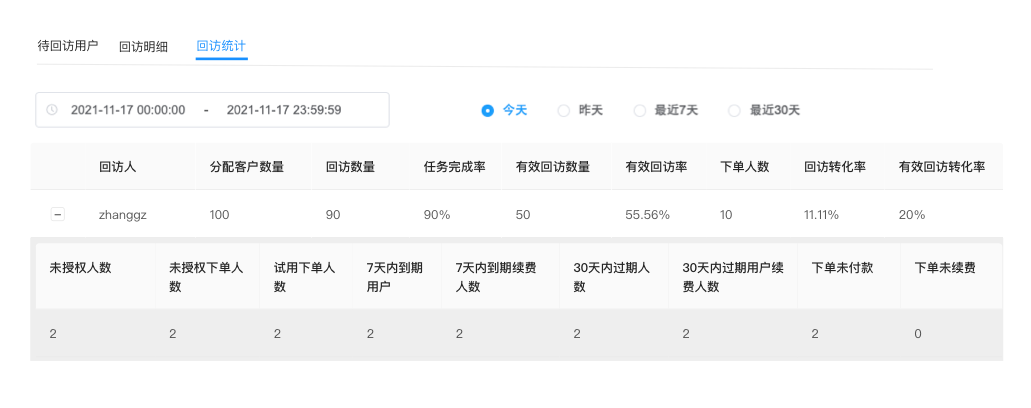 待回访用户 回访明细 回访统计
2021-11-17 00:00:00 - 2021-11-17 23:59:59 今天 昨天 最近7天 最近30天
回访人 分配客户数量 回访数量 任务完成率 有效回访数量 有效回访率 下单人数 回访转化率 有效回访转化率
zhanggz 100 90 90% 50 55.56% 10 11.11% 20%
未授权人数 未授权下单人 试用下单人 7天内到期 7天内到期续费 30天内过期人 30天内过期用户续 下单未付款 下单未续费
数 数 用户 人数 数 费人数
2 2 2 2 2 2 2 2 0